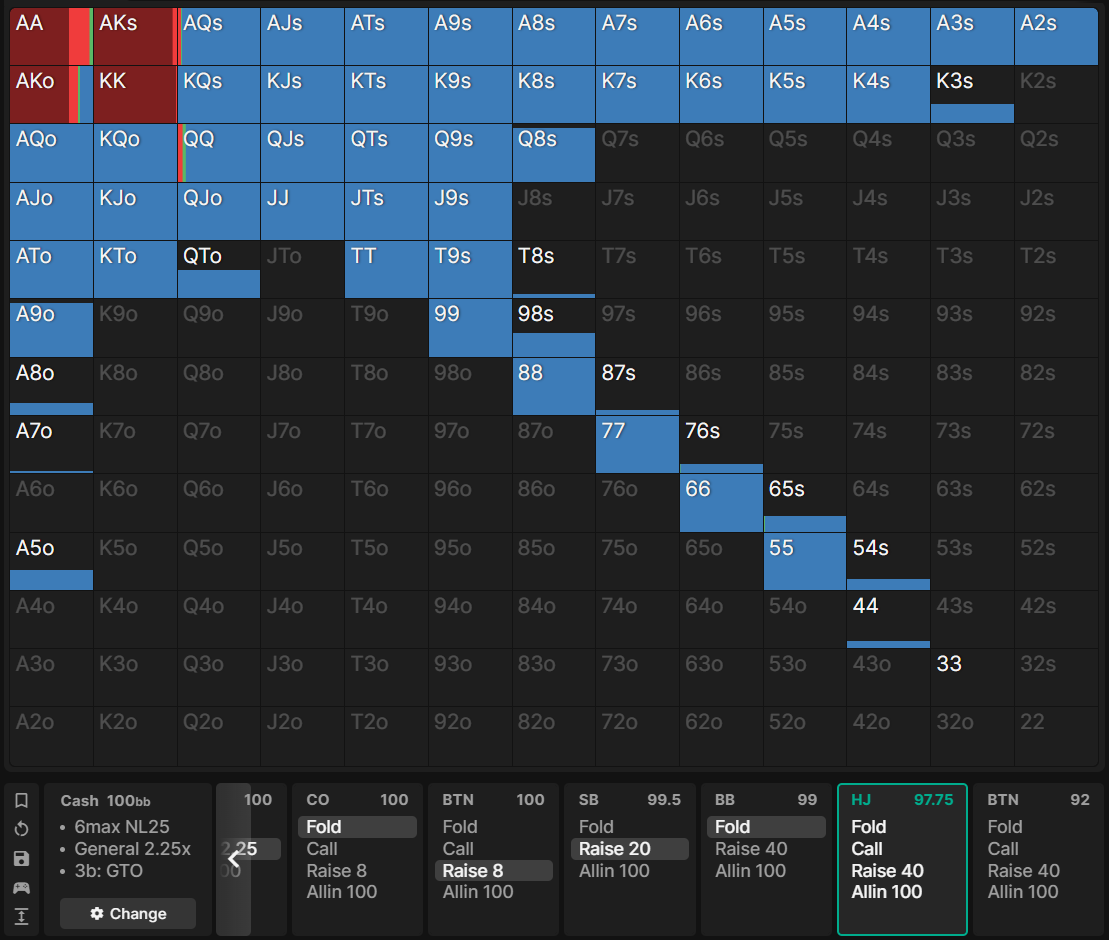 AA AKs AQs AJs ATs A9s A8s A7s A6s A5s A4s A3s A2s
AKo KK KQs KJs KTs K9s K8s K7s K6s K5s K4s K3s K2s
AQo KQo QQ QJs QTs Q9s Q8s Q7s Q6s Q5s Q4s Q3s Q2s
AJo KJo QJo JJ JTs J9s J8s J7s J6s J5s J4s J3s J2s
ATo KTo QTo JTo TT T9s T8s T7s T6s T5s T4s T3s T2s
A9o K9o Q9o J9o T9o 99 98s 97s 96s 95s 94s 93s 92s
A8o K8o Q8o J8o T8o 98o 88 87s 86s 85s 84s 83s 82s
A7o K7o Q7o J7o T7o 97o 87o 77 76s 75s 74s 73s 72s
A6o K6o Q6o J6o T6o 96o 86o 76o 66 65s 64s 63s 62s
A5o K5o Q5o J5o T5o 95o 85o 75o 65o 55 54s 53s 52s
A4o K4o Q4o J4o T4o 94o 84o 74o 64o 54o 44 43s 42s
A3o K3o Q3o J3o T3o 93o 83o 73o 63o 53o 43o 33 32s
A2o K2o Q2o J2o T2o 92o 82o 72o 62o 52o 42o 32o 22
Cash 100bb
• 6max NL25
• General 2.25x
• 3b: GTO
Change
100
2.25
00
CO 100
Fold
Call
Raise 8
Allin 100
BTN 100
Fold
Call
Raise 8
Allin 100
SB 99.5
Fold
Raise 20
Allin 100
BB 99
Fold
Raise 40
Allin 100
HJ 97.75
Fold
Call
Raise 40
Allin 100
BTN 92
Fold
Call
Raise 40
Allin 100